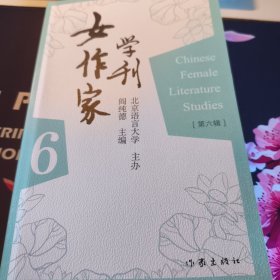 女作家
学刊
Chinese
Female
Literature
Studies
[第六辑]
北京语言大学 主办
阎纯德 主编
6
作家出版社